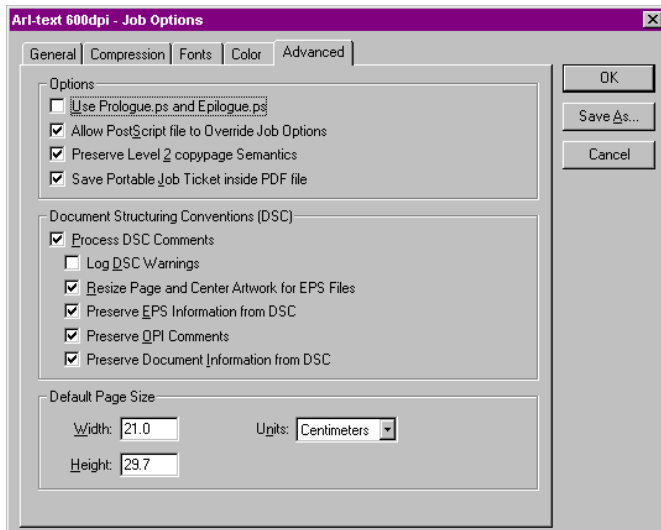 Arl-text 600dpi - Job Options
General Compression Fonts Color Advanced
Options
Use Prologue.ps and Epilogue.ps
Allow PostScript file to Override Job Options
Preserve Level 2 copypage Semantics
Save Portable Job Ticket inside PDF file
Document Structuring Conventions (DSC)
Process DSC Comments
Log DSC Warnings
Resize Page and Center Artwork for EPS Files
Preserve EPS Information from DSC
Preserve OPI Comments
Preserve Document Information from DSC
Default Page Size
Width: 21.0 Units: Centimeters
Height: 29.7
OK
Save As...
Cancel